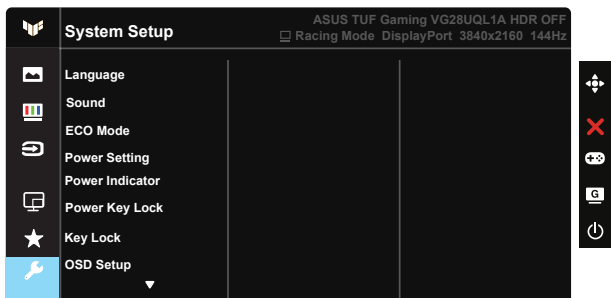 System Setup
ASUS TUF Gaming VG28UQL1A HDR OFF
Racing Mode DisplayPort 3840x2160 144Hz
Language
Sound
ECO Mode
Power Setting
Power Indicator
Power Key Lock
Key Lock
OSD Setup
G